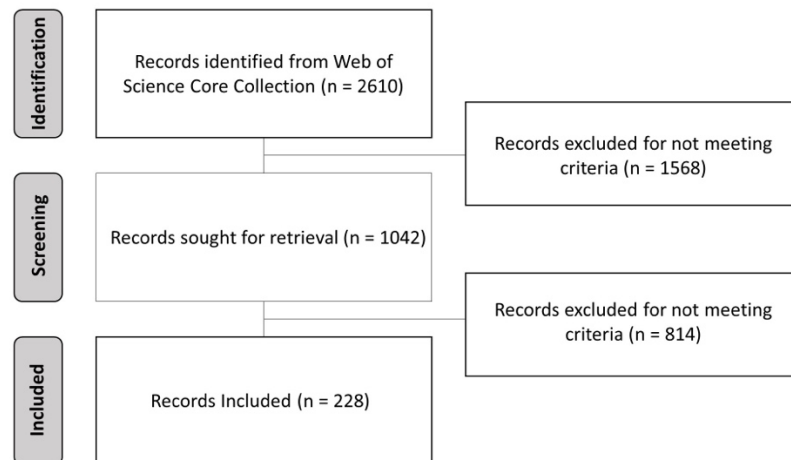 Identification
Records identified from Web of
Science Core Collection (n = 2610)
Records excluded for not meeting
criteria (n = 1568)
Screening
Records sought for retrieval (n = 1042)
Records excluded for not meeting
criteria (n = 814)
Included
Records Included (n = 228)